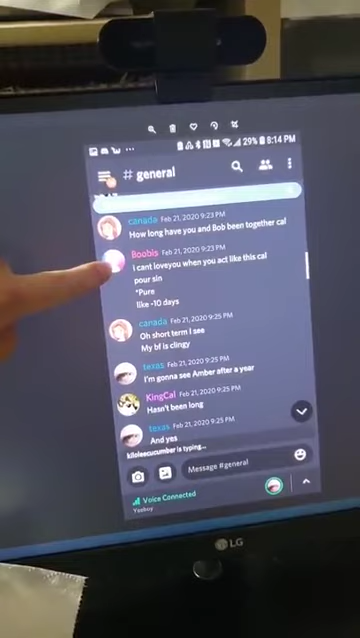 29% 8:14 PM
# general
canada Feb 21, 2020 9:23 PM
How long have you and Bob been together cal
Boobis Feb 21, 2020 9:23 PM
i cant loveyou when you act like this cal
pour sin
*Pure
like -10 days
canada Feb 21, 2020 9:25 PM
Oh short term I see
My bf is clingy
texas Feb 21, 2020 9:25 PM
I'm gonna see Amber after a year
KingCal Feb 21, 2020 9:25 PM
Hasn't been long
texas Feb 21, 2020 9:25 PM
And yes
kiloleecucumber is typing...
Message #general
Voice Connected
Yeeboy
LG